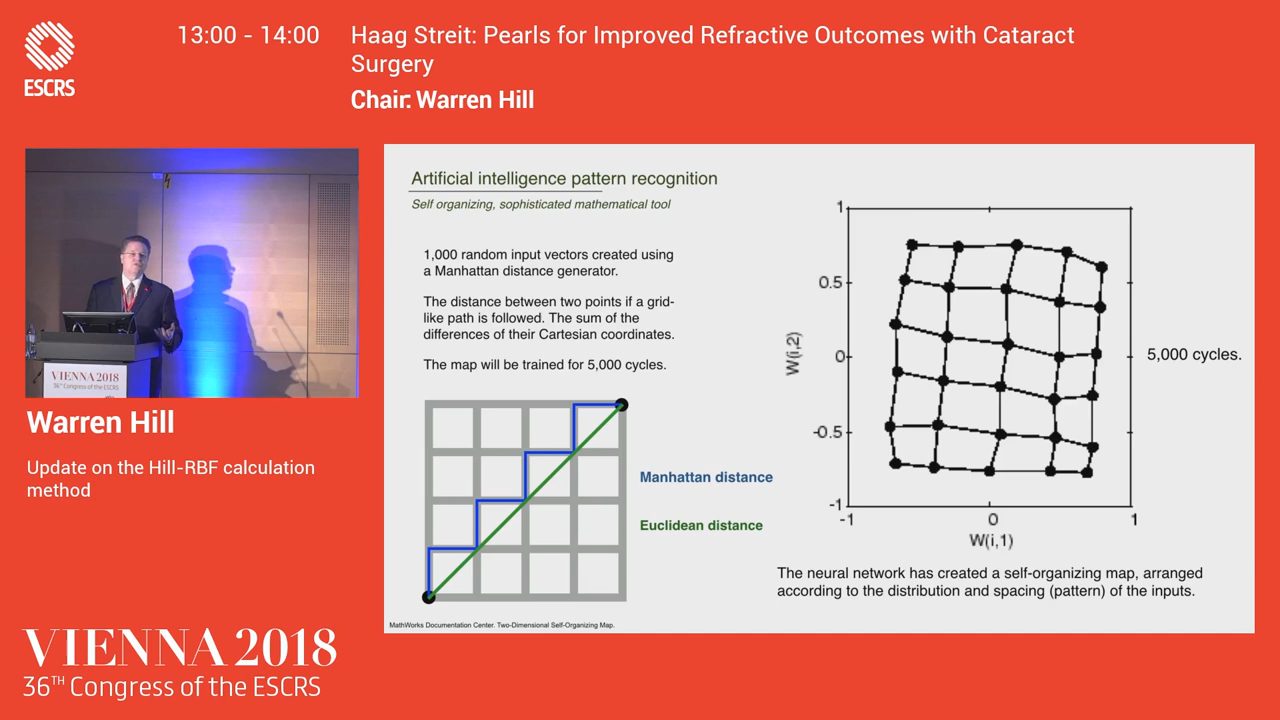 ESCRS
13:00 - 14:00
Haag Streit: Pearls for Improved Refractive Outcomes with Cataract
Surgery
Chair: Warren Hill
VIENNA 2018
36th Congress of the ESCRS
Warren Hill
Update on the Hill-RBF calculation
method
VIENNA 2018
36TH Congress of the ESCRS
Artificial intelligence pattern recognition
Self organizing, sophisticated mathematical tool
1,000 random input vectors created using
a Manhattan distance generator.
The distance between two points if a grid-
like path is followed. The sum of the
differences of their Cartesian coordinates.
The map will be trained for 5,000 cycles.
Manhattan distance
Euclidean distance
MathWorks Documentation Center. Two-Dimensional Self-Organizing Map.
1
0.5
0
-0.5
-1
W(i,2)
-1
0
1
W(i,1)
5,000 cycles.
The neural network has created a self-organizing map, arranged
according to the distribution and spacing (pattern) of the inputs.